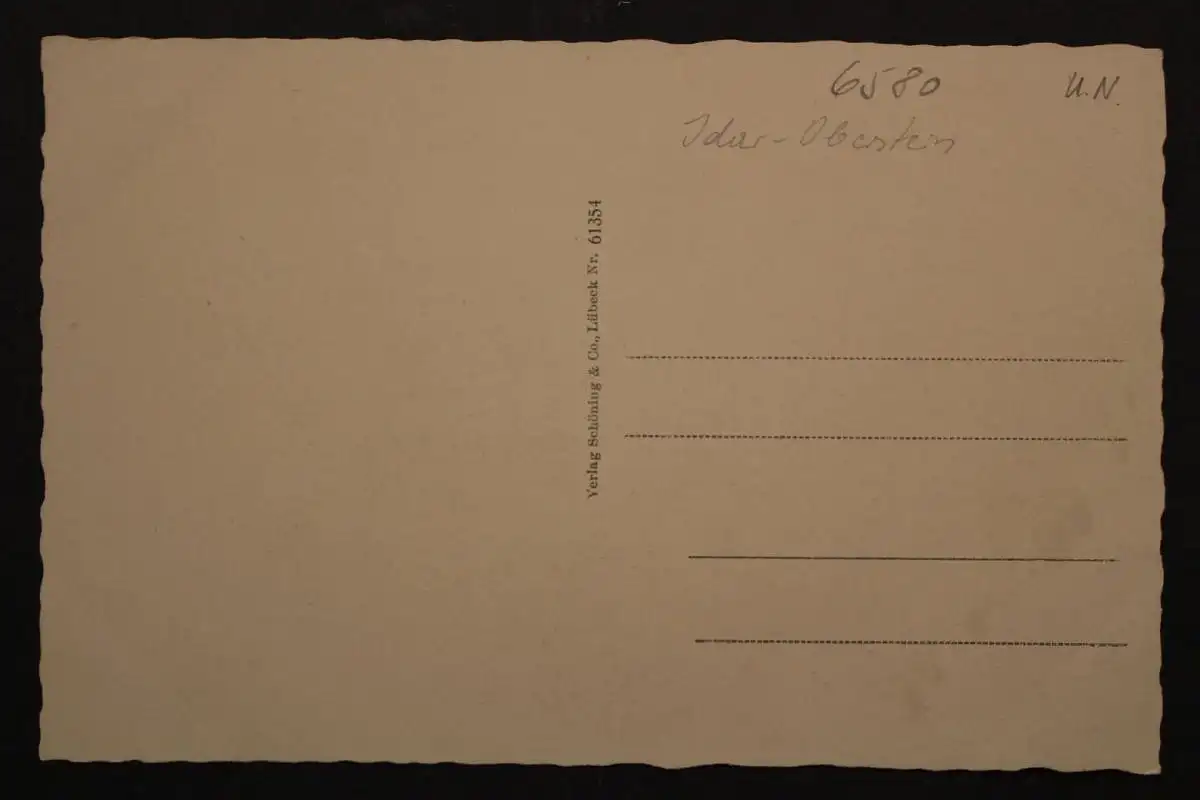 6580
U.N.
Idar-Oberstein
Verlag Schöning & Co., Lübeck Nr. 61354